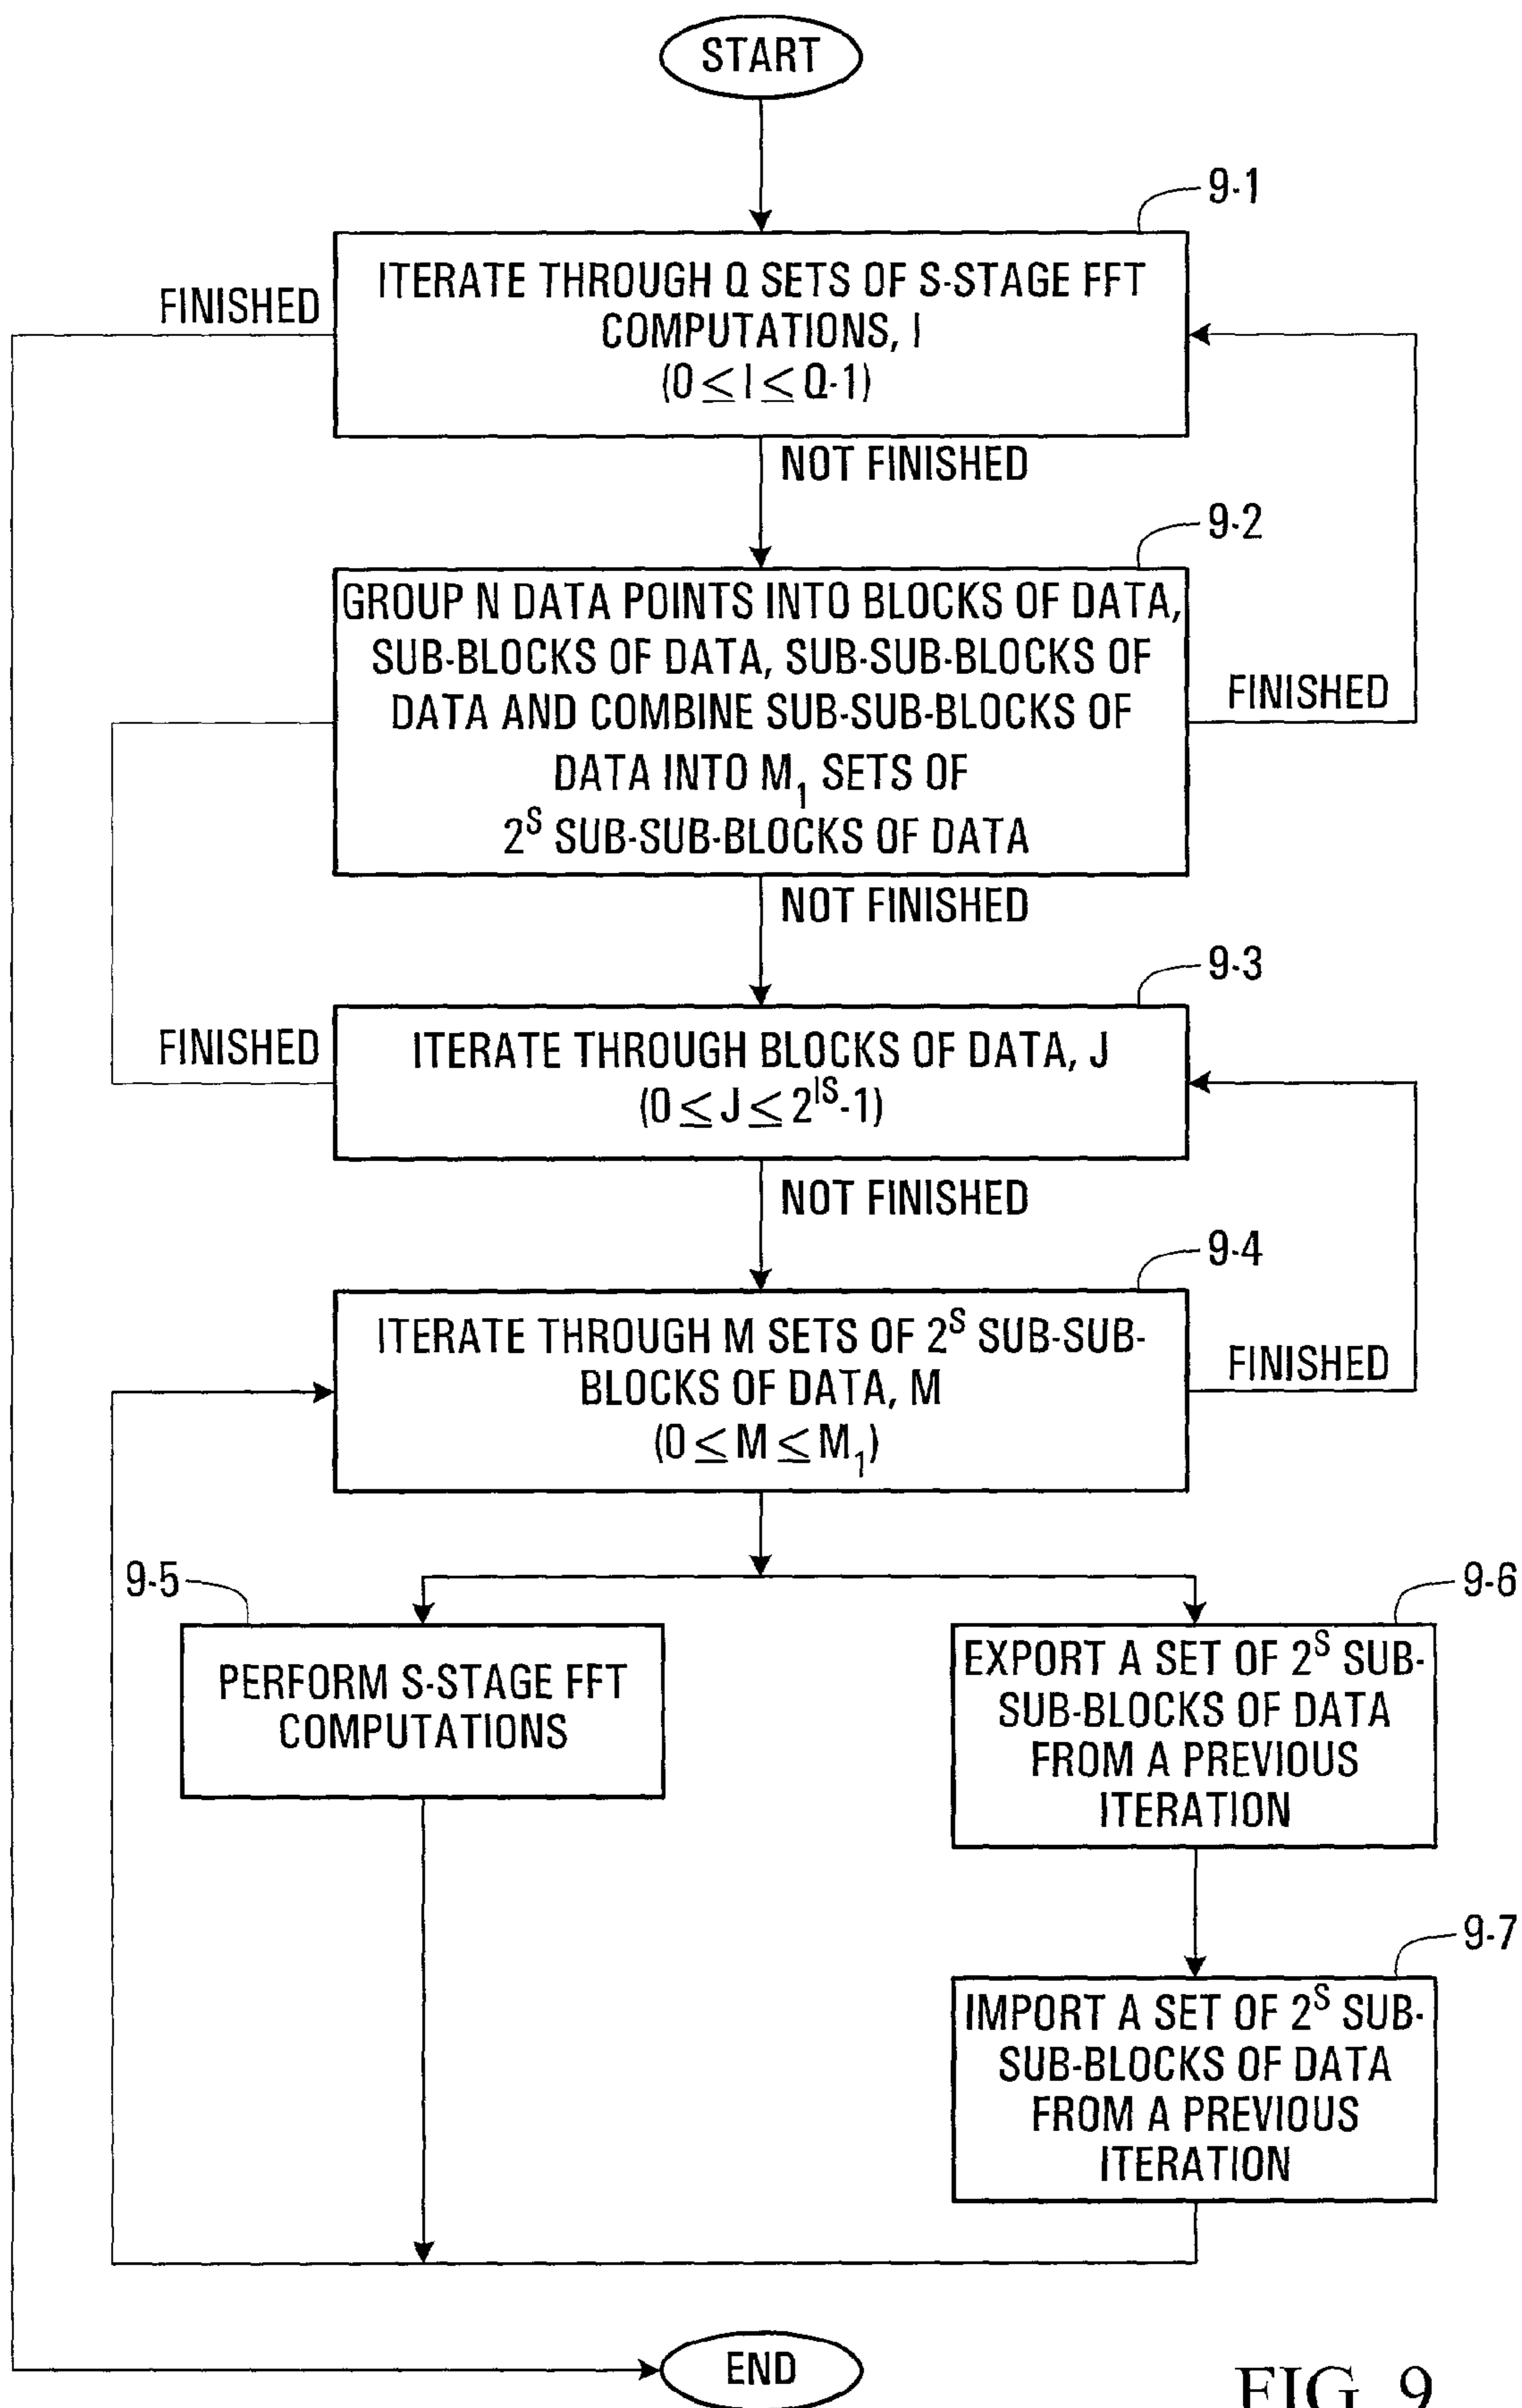 START
9-1
ITERATE THROUGH Q SETS OF S-STAGE FFT
COMPUTATIONS, I
(0≤I≤Q-1)
FINISHED
NOT FINISHED
9-2
GROUP N DATA POINTS INTO BLOCKS OF DATA,
SUB-BLOCKS OF DATA, SUB-SUB-BLOCKS OF
DATA AND COMBINE SUB-SUB-BLOCKS OF
DATA INTO M₁ SETS OF
2ˢ SUB-SUB-BLOCKS OF DATA
FINISHED
NOT FINISHED
9-3
FINISHED
ITERATE THROUGH BLOCKS OF DATA, J
(0≤J≤2^IS-1)
NOT FINISHED
9-4
ITERATE THROUGH M SETS OF 2ˢ SUB-SUB-
BLOCKS OF DATA, M
(0≤M≤M₁)
FINISHED
9-5
PERFORM S-STAGE FFT
COMPUTATIONS
9-6
EXPORT A SET OF 2ˢ SUB-
SUB-BLOCKS OF DATA
FROM A PREVIOUS
ITERATION
9-7
IMPORT A SET OF 2ˢ SUB-
SUB-BLOCKS OF DATA
FROM A PREVIOUS
ITERATION
END
FIG. 9